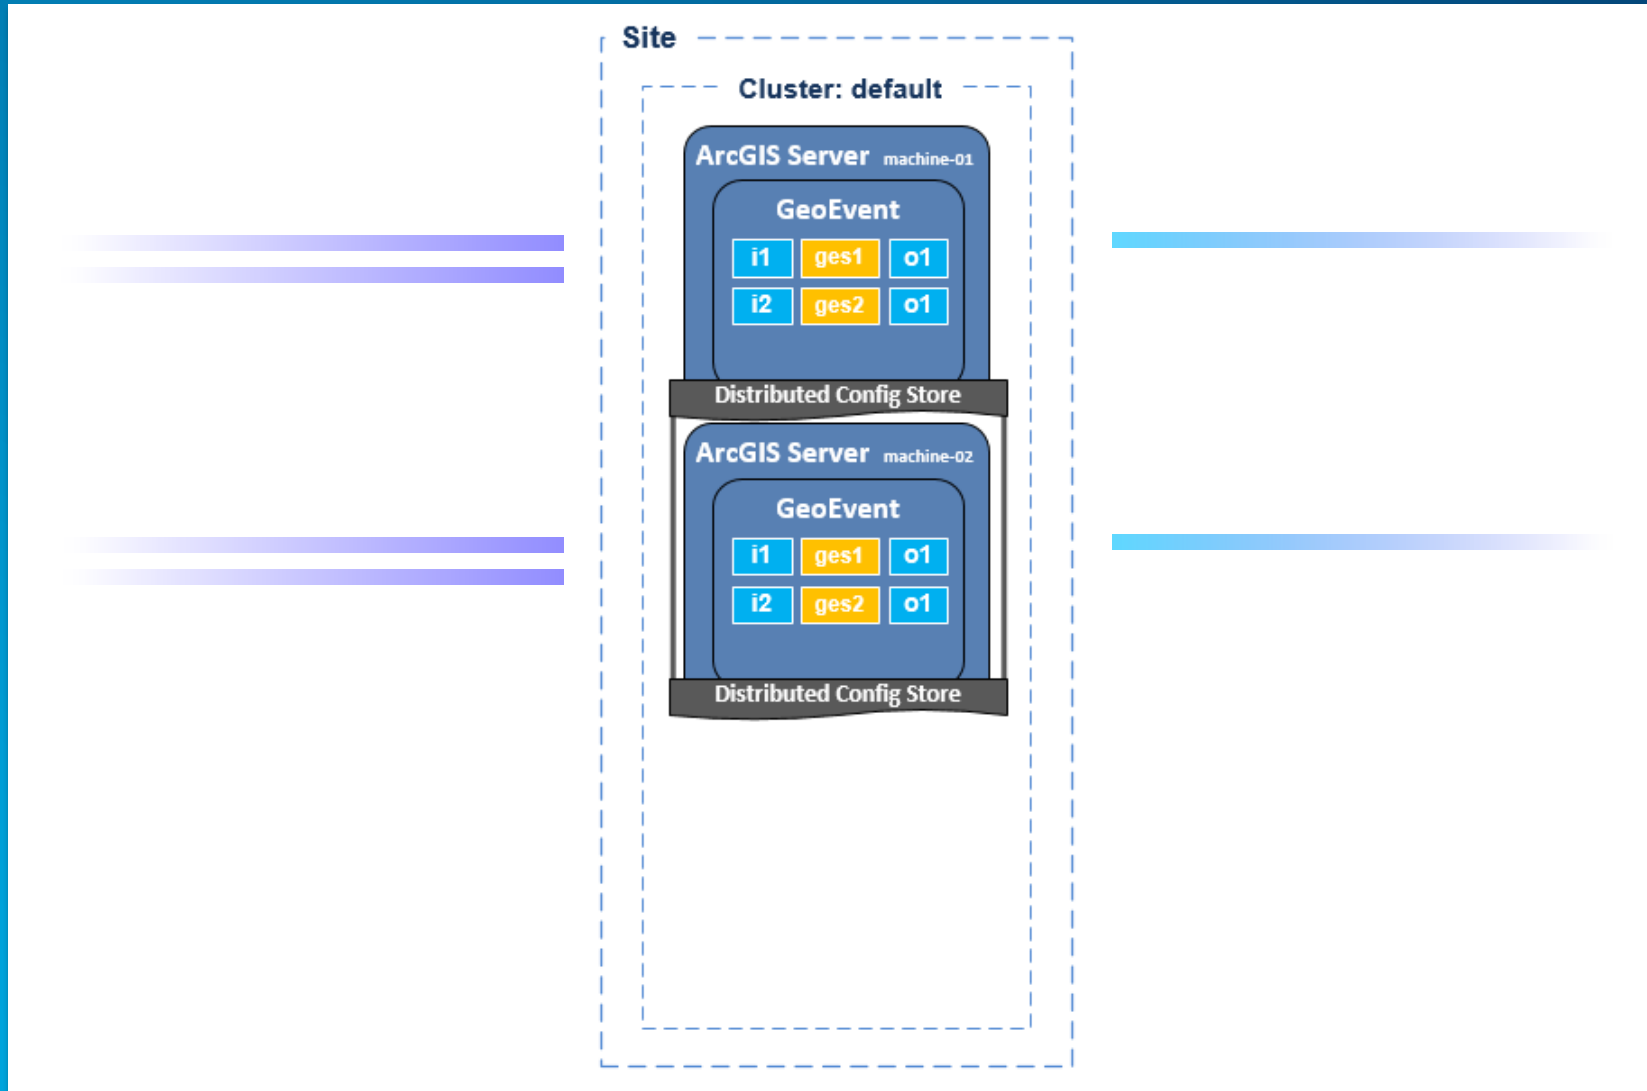 Site
Cluster: default
ArcGIS Server machine-01
GeoEvent
i1 ges1 o1
i2 ges2 o1
Distributed Config Store
ArcGIS Server machine-02
GeoEvent
i1 ges1 o1
i2 ges2 o1
Distributed Config Store